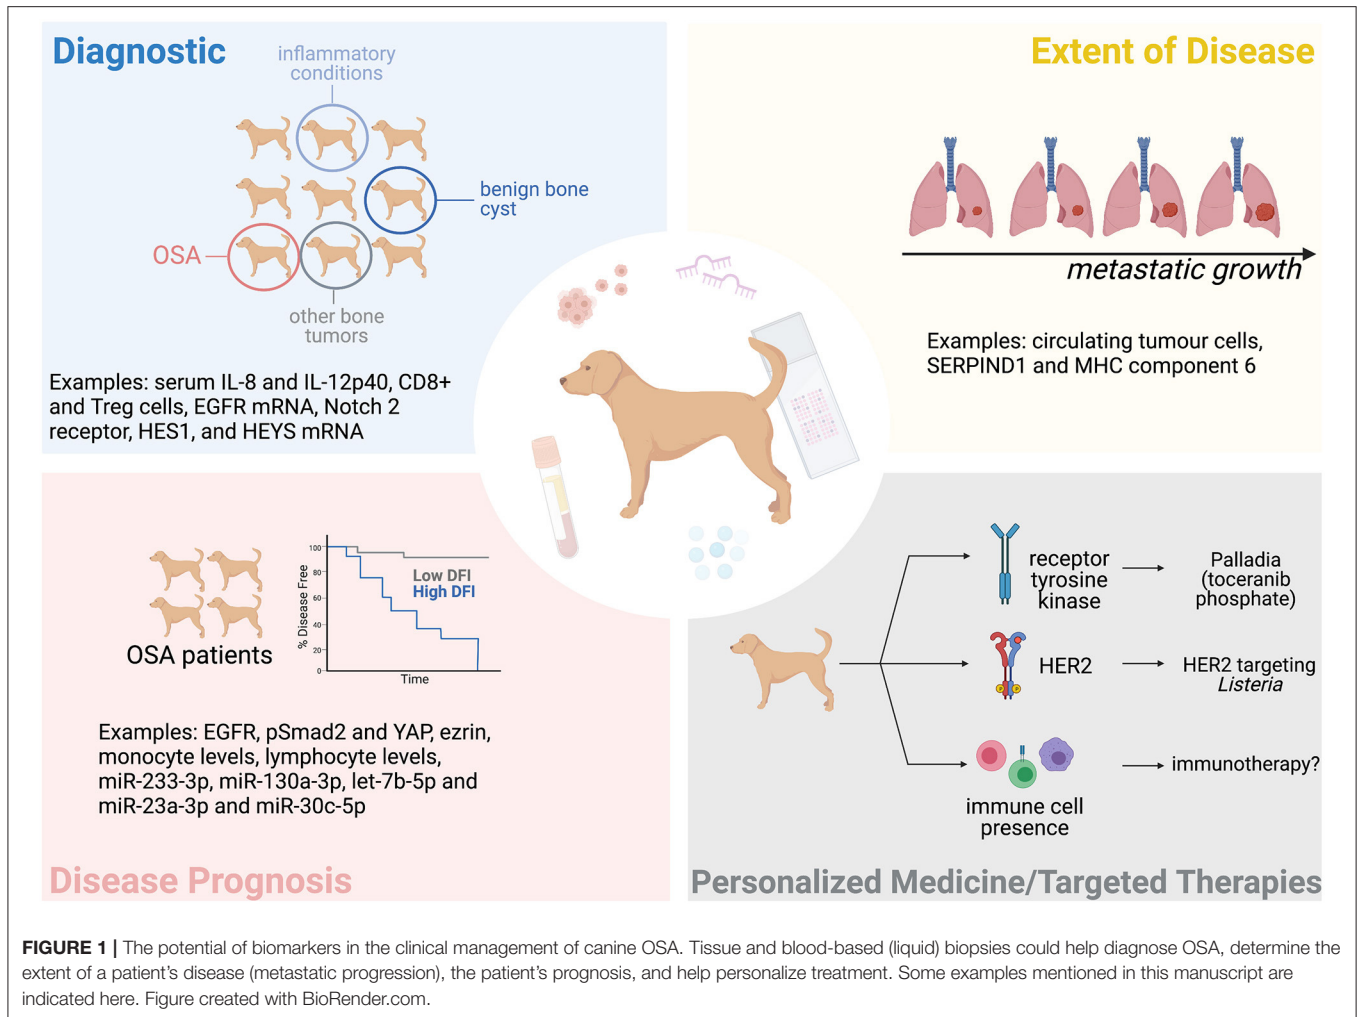 Diagnostic
inflammatory
conditions
benign bone
cyst
OSA
other bone
tumors
Examples: serum IL-8 and IL-12p40, CD8+
and Treg cells, EGFR mRNA, Notch 2
receptor, HES1, and HEYS mRNA
Extent of Disease
metastatic growth
Examples: circulating tumour cells,
SERPIND1 and MHC component 6
OSA patients
% Disease Free
100
80
60
40
20
0
Low DFI
High DFI
Time
Examples: EGFR, pSmad2 and YAP, ezrin,
monocyte levels, lymphocyte levels,
miR-233-3p, miR-130a-3p, let-7b-5p and
miR-23a-3p and miR-30c-5p
Disease Prognosis
receptor
tyrosine
kinase
Palladia
(toceranib
phosphate)
P
P
HER2
HER2 targeting
Listeria
immune cell
presence
immunotherapy?
Personalized Medicine/Targeted Therapies
FIGURE 1 | The potential of biomarkers in the clinical management of canine OSA. Tissue and blood-based (liquid) biopsies could help diagnose OSA, determine the
extent of a patient's disease (metastatic progression), the patient's prognosis, and help personalize treatment. Some examples mentioned in this manuscript are
indicated here. Figure created with BioRender.com.